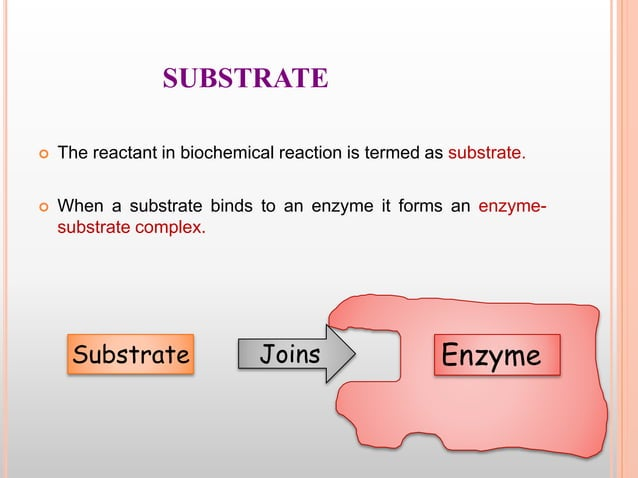 SUBSTRATE
The reactant in biochemical reaction is termed as substrate.
When a substrate binds to an enzyme it forms an enzyme-
substrate complex.
Substrate Joins Enzyme